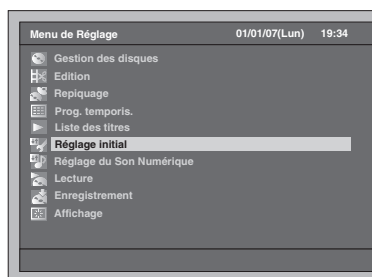 Menu de Réglage 01/01/07(Lun) 19:34
Gestion des disques
Edition
Repiquage
Prog. temporis.
Liste des titres
Réglage initial
Réglage du Son Numérique
Lecture
Enregistrement
Affichage